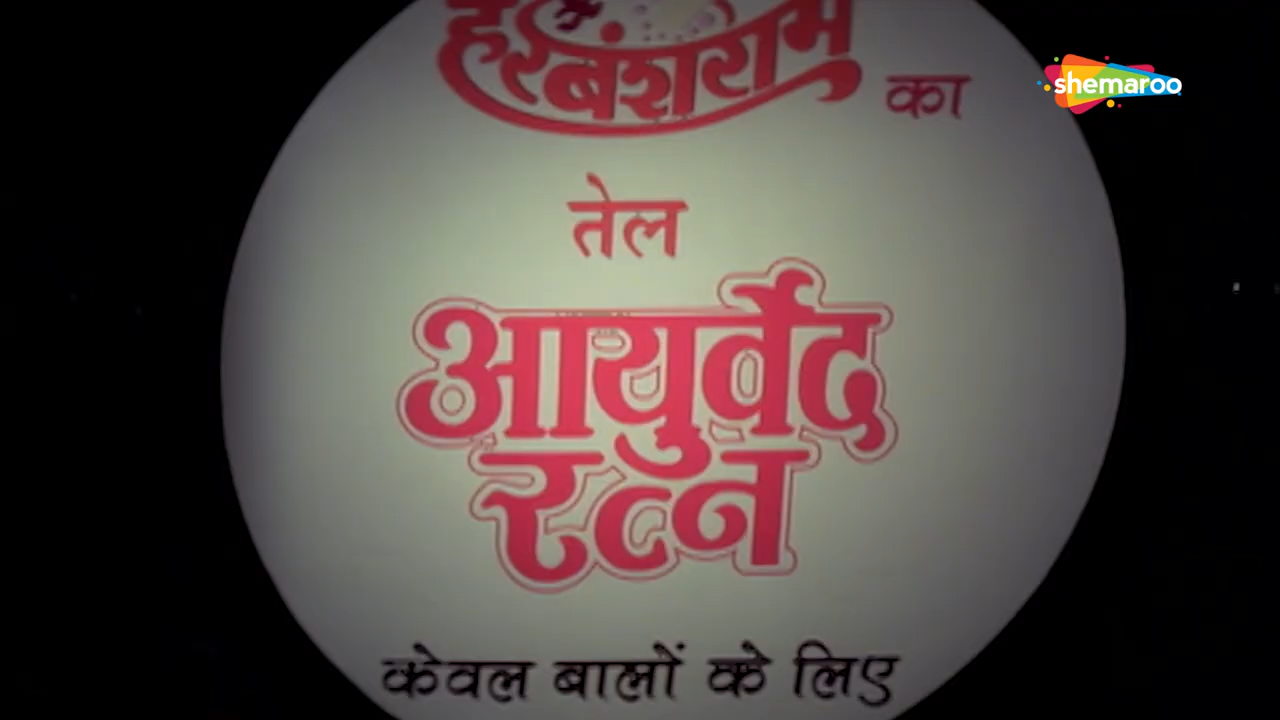 हरबंशराम का
shemaroo
तेल
आयुर्वेद
रत्न
केवल बालों के लिए